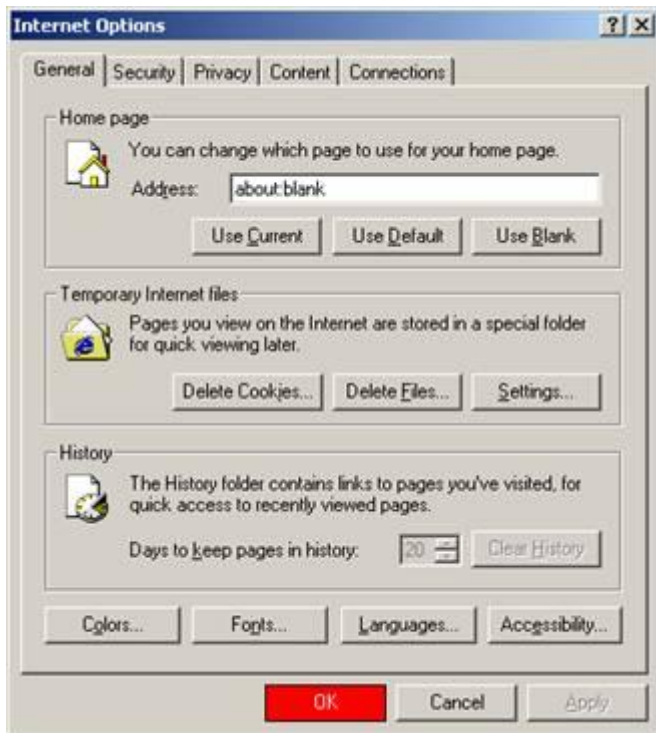 Internet Options
General Security Privacy Content Connections
Home page
You can change which page to use for your home page.
Address: about:blank
Use Current Use Default Use Blank
Temporary Internet files
Pages you view on the Internet are stored in a special folder
for quick viewing later.
Delete Cookies... Delete Files... Settings...
History
The History folder contains links to pages you've visited, for
quick access to recently viewed pages.
Days to keep pages in history: 20 Clear History
Colors... Fonts... Languages... Accessibility...
OK Cancel Apply